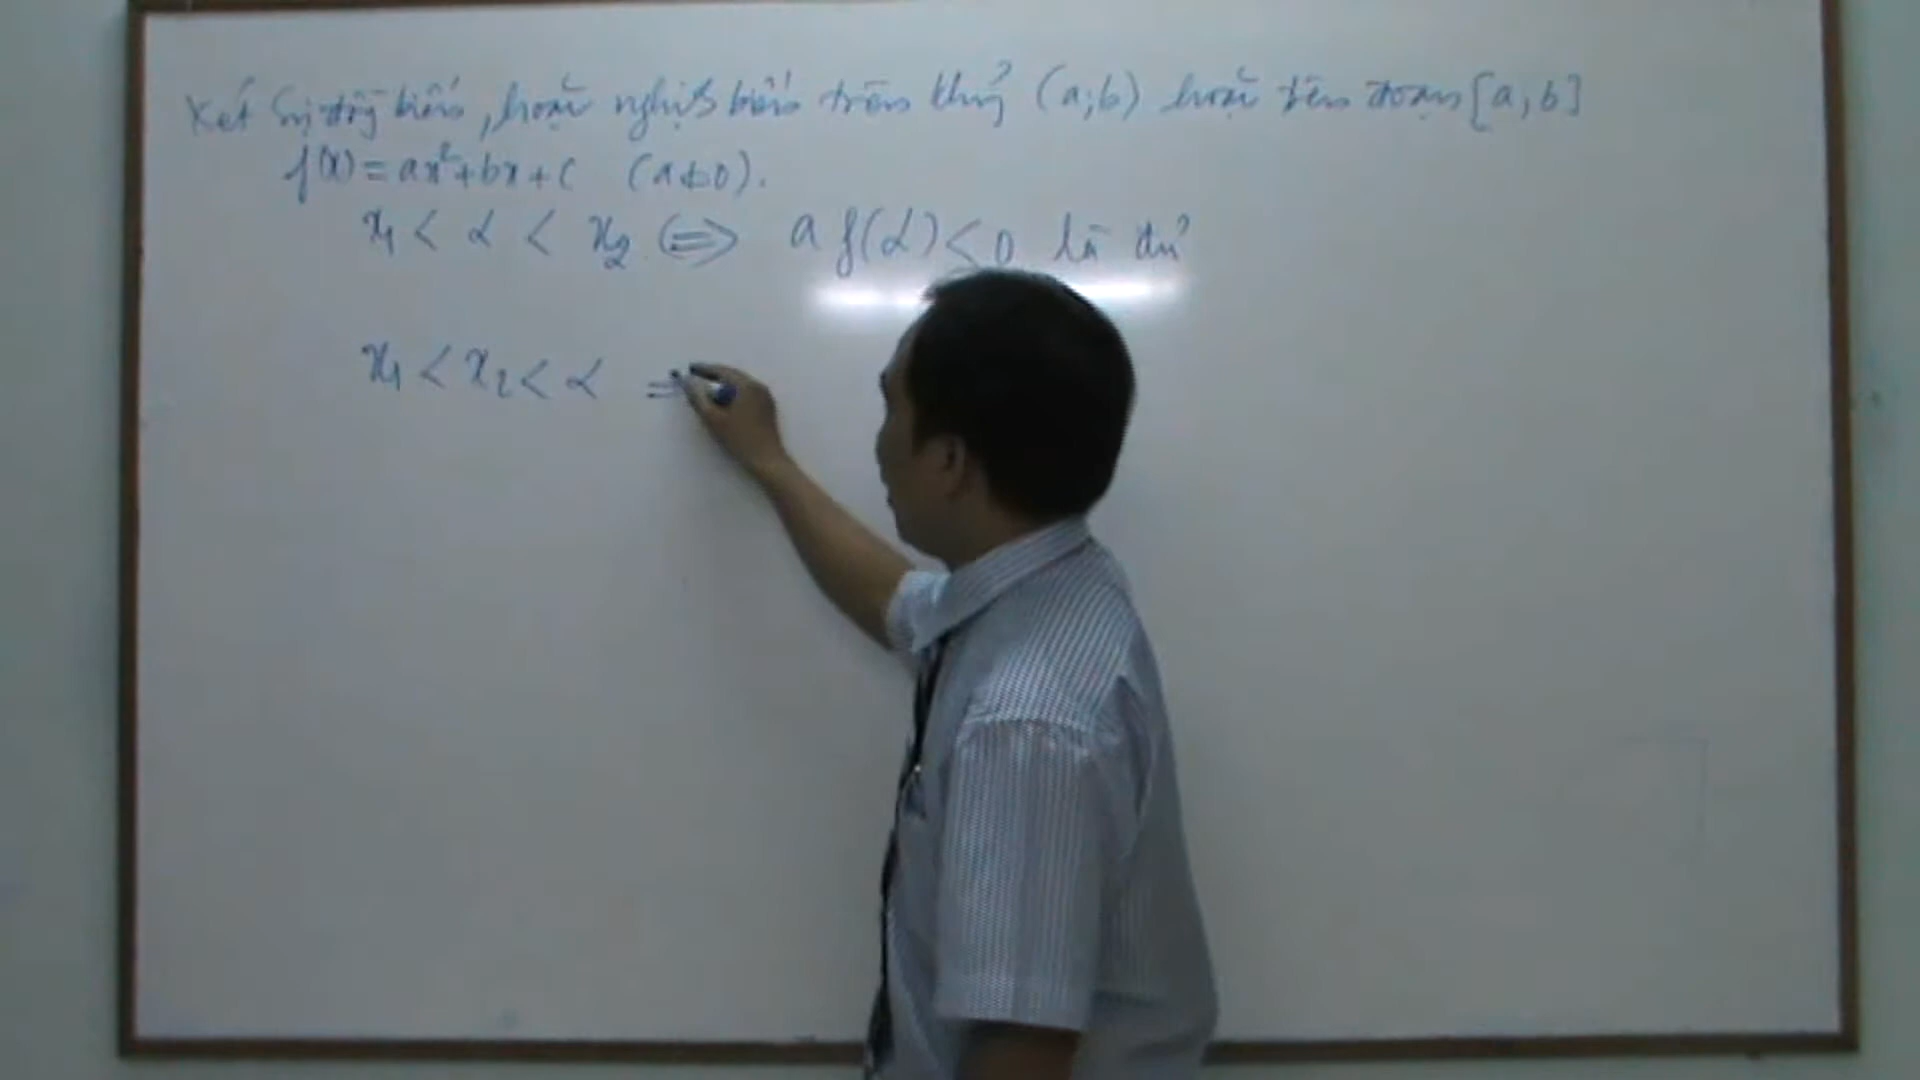 Xét sự đồng biến, hoặc nghịch biến trên khoảng (a;b) hoặc trên đoạn [a,b]
f(x) = ax²+bx+c (a≠0).
x₁ < α < x₂ ⇔ a f(α) < 0 là đủ
x₁ < x₂ < α =